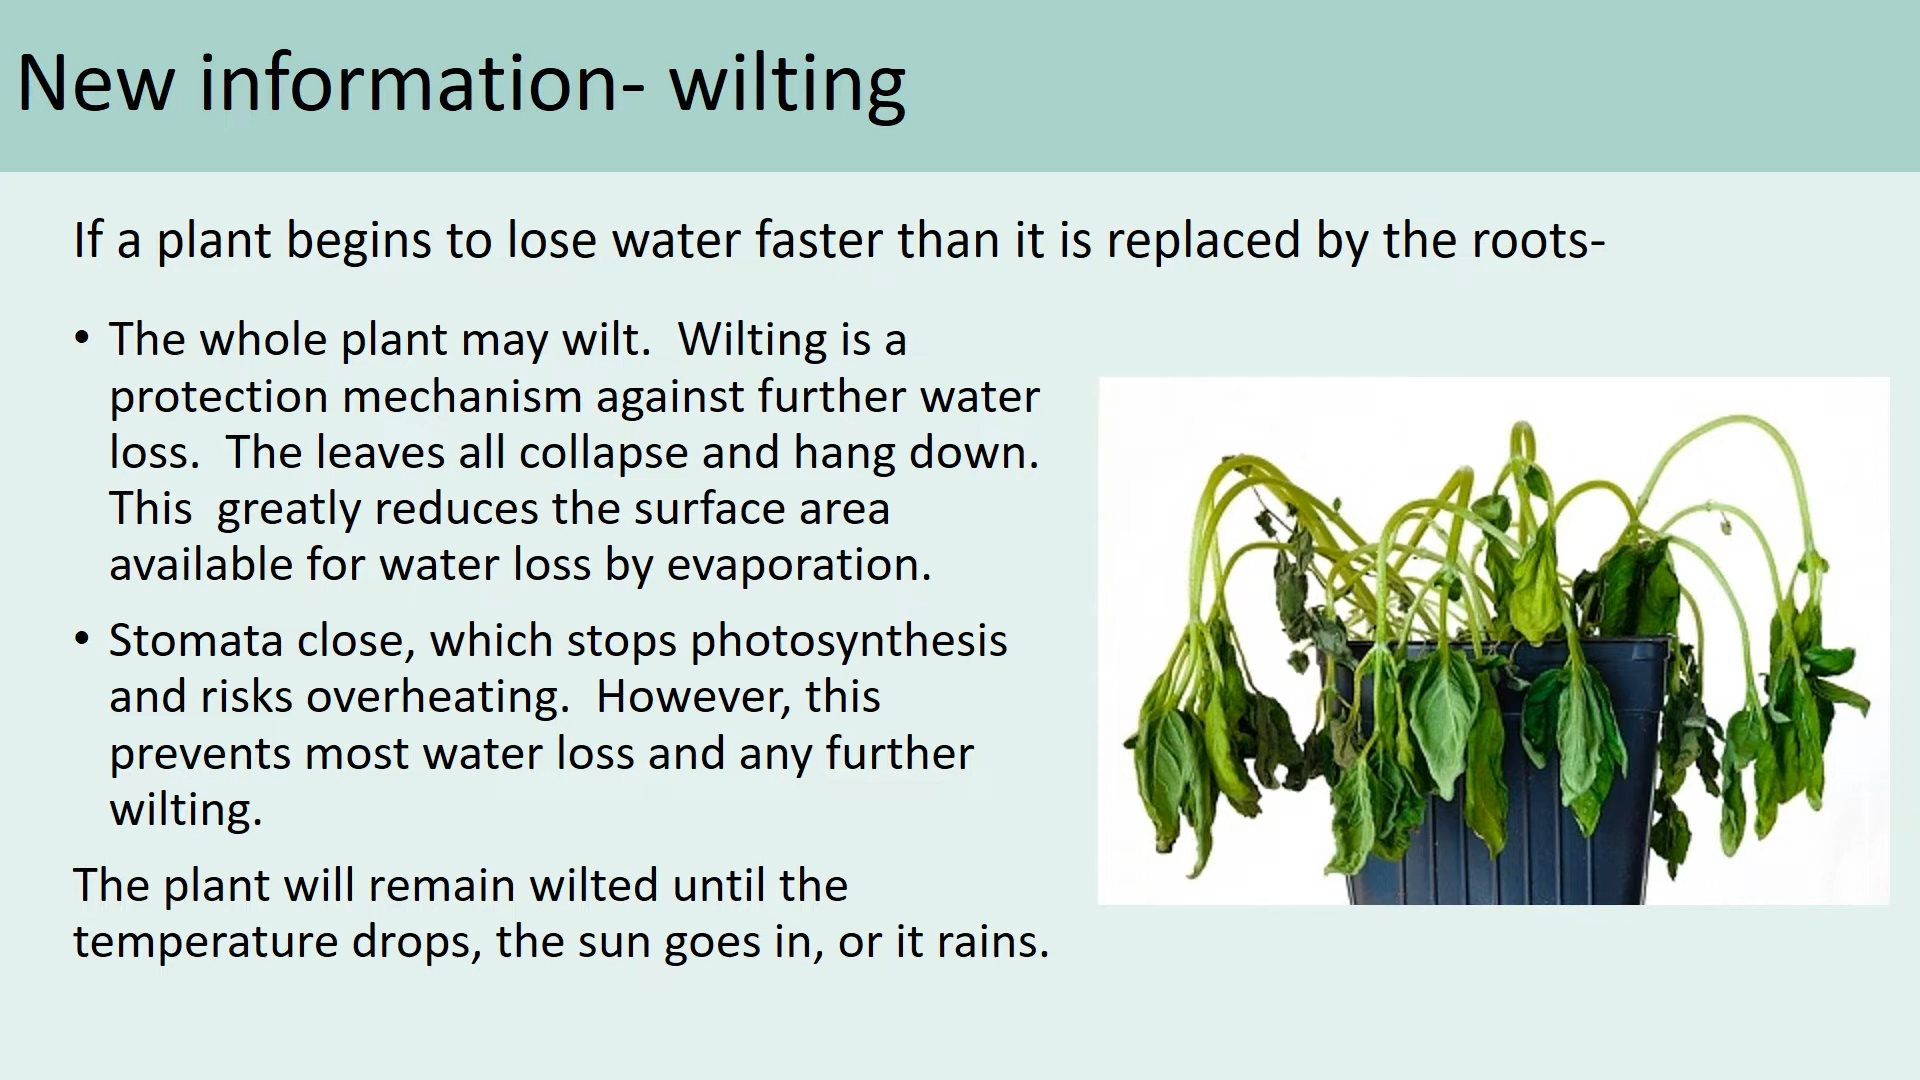 New information- wilting
If a plant begins to lose water faster than it is replaced by the roots-
• The whole plant may wilt.  Wilting is a
protection mechanism against further water
loss.  The leaves all collapse and hang down.
This  greatly reduces the surface area
available for water loss by evaporation.
• Stomata close, which stops photosynthesis
and risks overheating.  However, this
prevents most water loss and any further
wilting.
The plant will remain wilted until the
temperature drops, the sun goes in, or it rains.